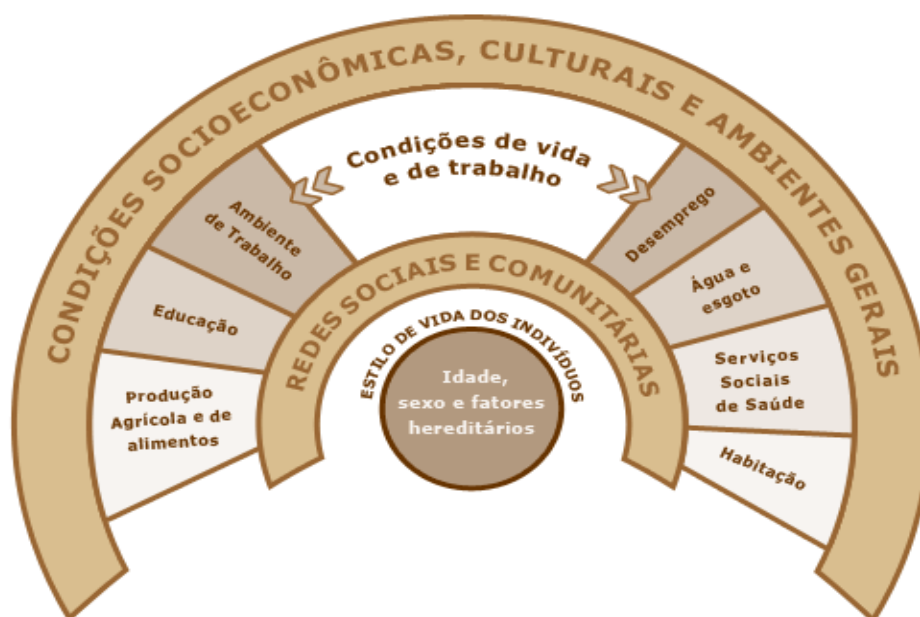 CONDIÇÕES SOCIOECONÔMICAS, CULTURAIS E AMBIENTES GERAIS
Condições de vida
e de trabalho
Ambiente
de Trabalho
Educação
Produção
Agrícola e de
alimentos
Desemprego
Água e
esgoto
Serviços
Sociais
de Saúde
Habitação
REDES SOCIAIS E COMUNITÁRIAS
ESTILO DE VIDA DOS INDIVÍDUOS
Idade,
sexo e fatores
hereditários